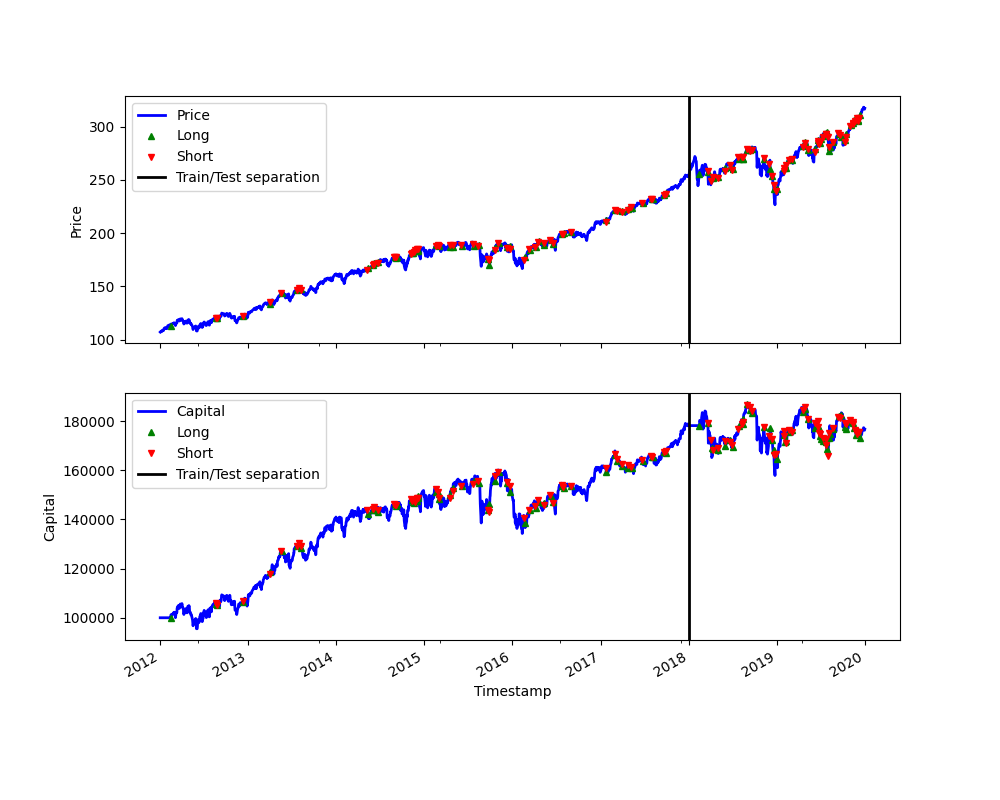 Price
Long
Short
Train/Test separation
300
250
200
150
100
Price
Capital
Long
Short
Train/Test separation
180000
160000
140000
120000
100000
Capital
2012 2013 2014 2015 2016 2017 2018 2019 2020
Timestamp